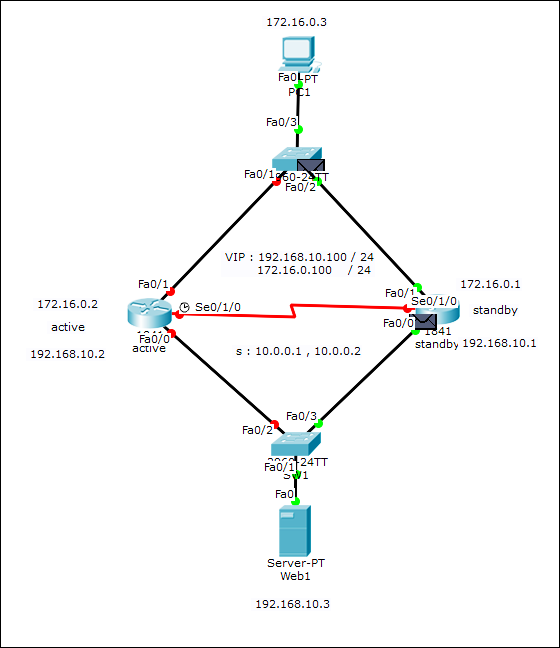 172.16.0.3
Fa0
-PT
PC1
Fa0/3
Fa0/1
960-24TT
Fa0/2
VIP : 192.168.10.100 / 24
172.16.0.100 / 24
Fa0/1
Fa0/1
172.16.0.1
172.16.0.2
Se0/1/0
Se0/1/0
standby
active
Fa0/0
1841
Fa0/0
active
standby
192.168.10.1
192.168.10.2
s : 10.0.0.1 , 10.0.0.2
Fa0/3
Fa0/2
2960-24TT
Fa0/1
SW1
Fa0
Server-PT
Web1
192.168.10.3